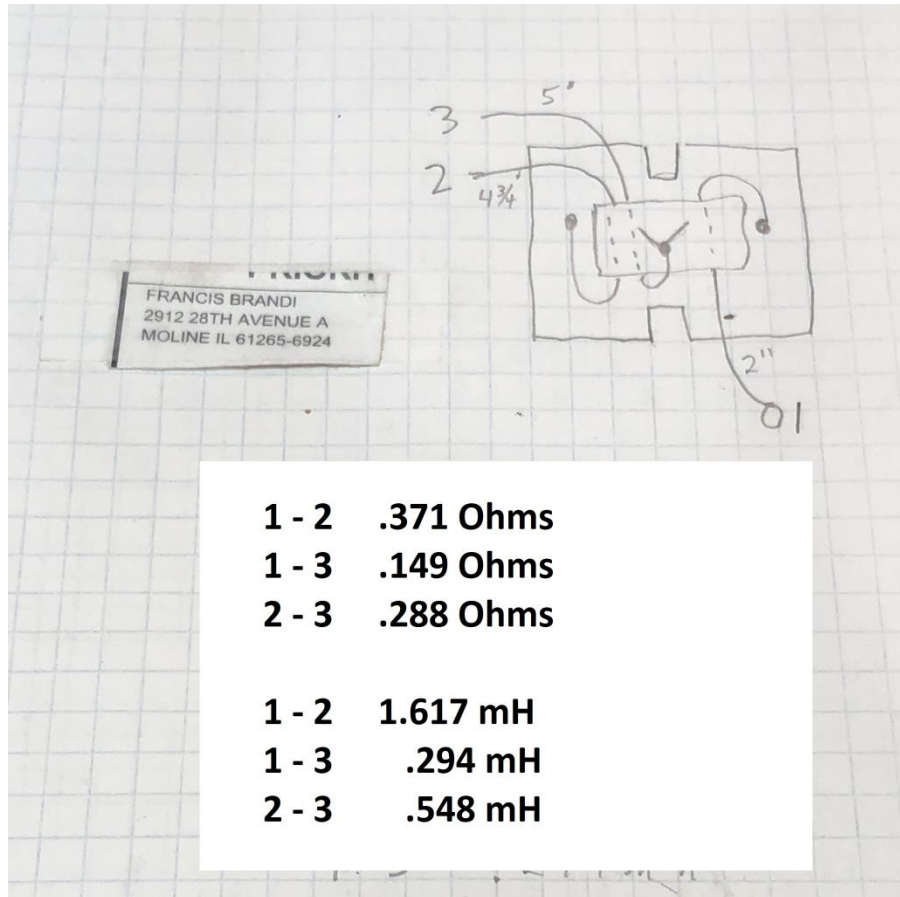 5"
3
2
4 3/4"
FRANCIS BRANDI
2912 28TH AVENUE A
MOLINE IL 61265-6924
2"
1
1 - 2 .371 Ohms
1 - 3 .149 Ohms
2 - 3 .288 Ohms
1 - 2 1.617 mH
1 - 3 .294 mH
2 - 3 .548 mH